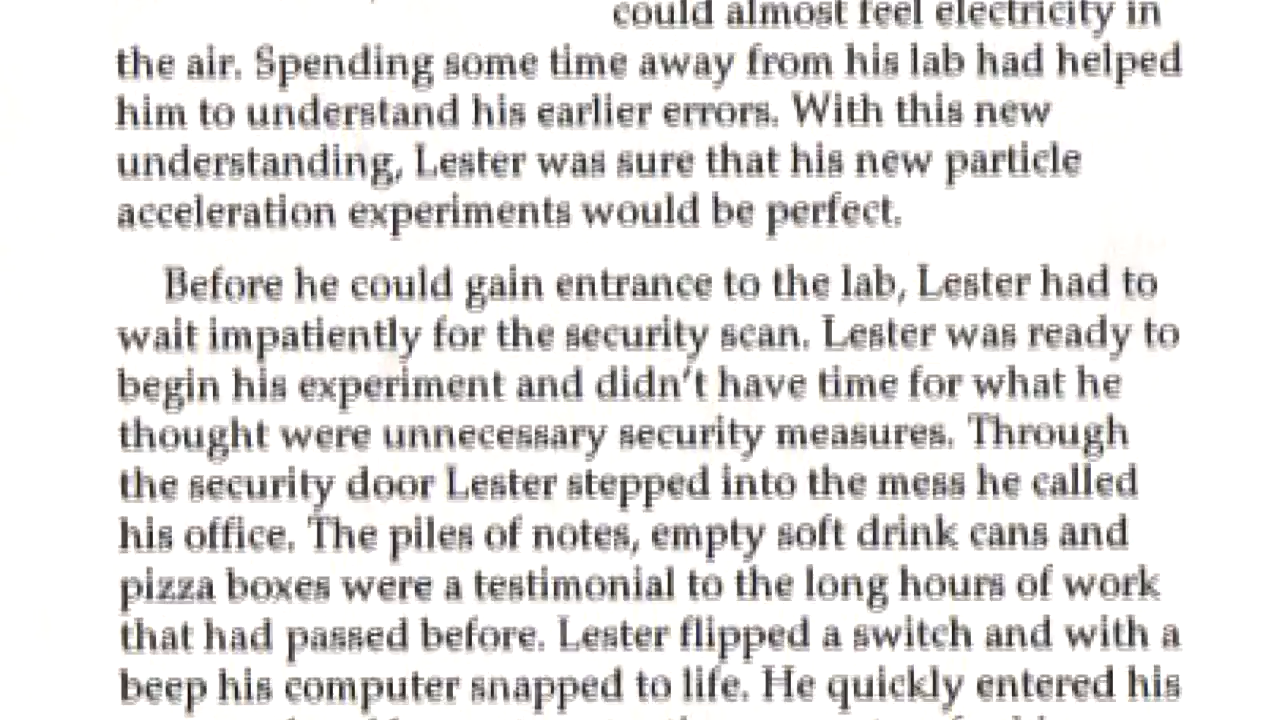 could almost feel electricity in
the air. Spending some time away from his lab had helped
him to understand his earlier errors. With this new
understanding, Lester was sure that his new particle
acceleration experiments would be perfect.
Before he could gain entrance to the lab, Lester had to
wait impatiently for the security scan. Lester was ready to
begin his experiment and didn't have time for what he
thought were unnecessary security measures. Through
the security door Lester stepped into the mess he called
his office. The piles of notes, empty soft drink cans and
pizza boxes were a testimonial to the long hours of work
that had passed before. Lester flipped a switch and with a
beep his computer snapped to life. He quickly entered his